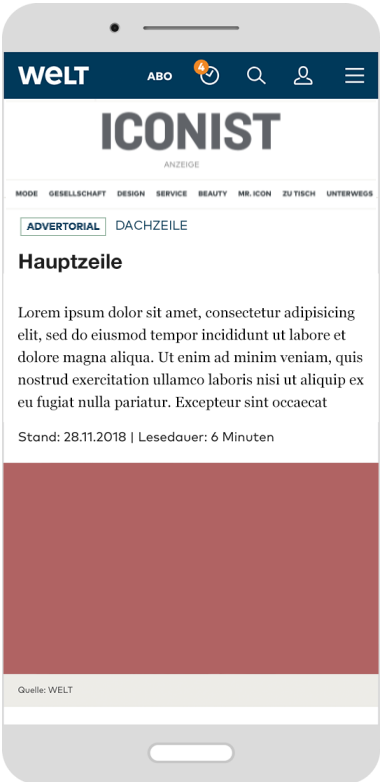 WELT
ABO
4
ICONIST
ANZEIGE
MODE GESELLSCHAFT DESIGN SERVICE BEAUTY MR. ICON ZU TISCH UNTERWEGS
ADVERTORIAL DACHZEILE
Hauptzeile
Lorem ipsum dolor sit amet, consectetur adipisicing
elit, sed do eiusmod tempor incididunt ut labore et
dolore magna aliqua. Ut enim ad minim veniam, quis
nostrud exercitation ullamco laboris nisi ut aliquip ex
eu fugiat nulla pariatur. Excepteur sint occaecat
Stand: 28.11.2018 | Lesedauer: 6 Minuten
Quelle: WELT